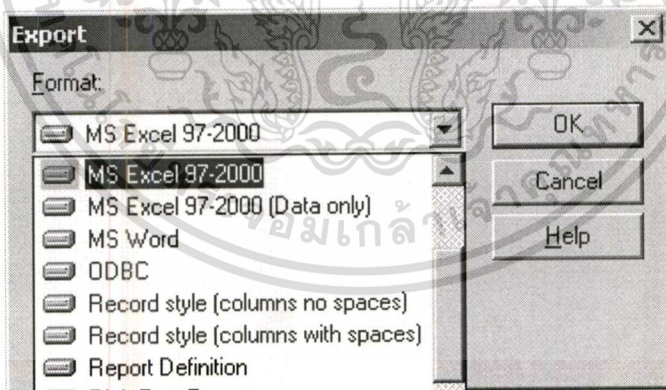 Export
Format:
MS Excel 97-2000
OK
MS Excel 97-2000
MS Excel 97-2000 (Data only)
Cancel
MS Word
Help
ODBC
Record style (columns no spaces)
Record style (columns with spaces)
Report Definition